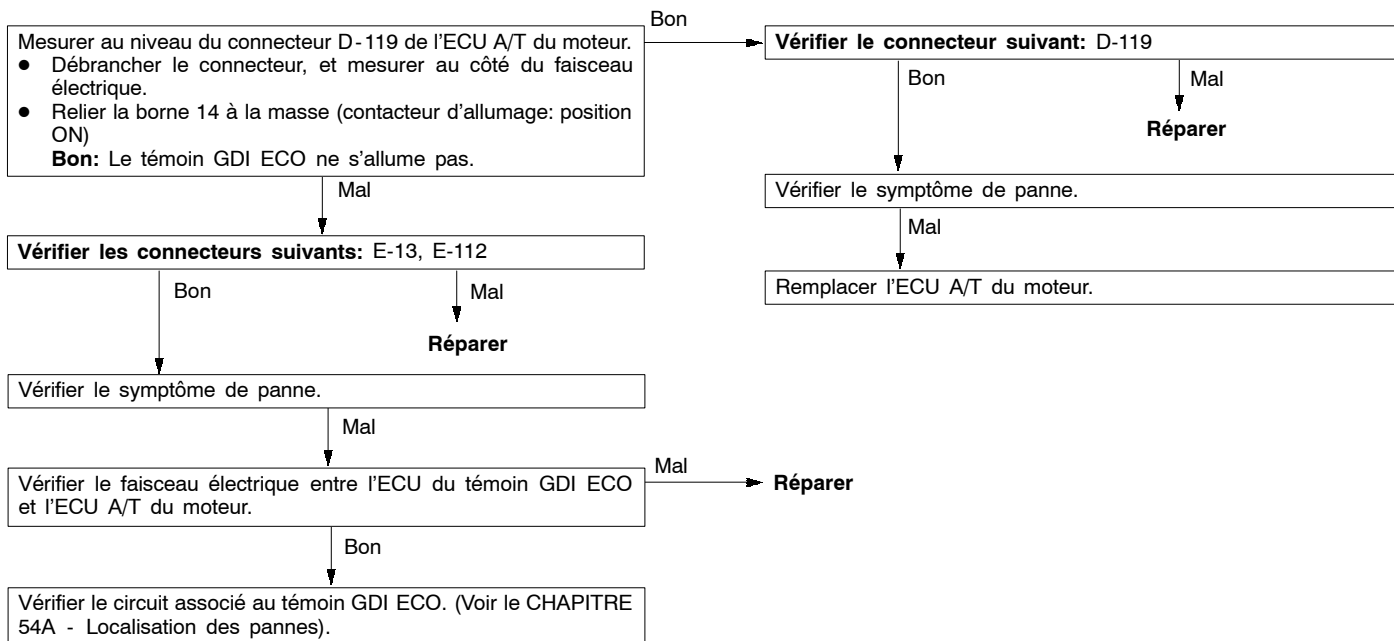 Mesurer au niveau du connecteur D-119 de l'ECU A/T du moteur.
● Débrancher le connecteur, et mesurer au côté du faisceau
électrique.
● Relier la borne 14 à la masse (contacteur d'allumage: position
ON)
Bon: Le témoin GDI ECO ne s'allume pas.
Bon
Vérifier le connecteur suivant: D-119
Bon
Mal
Réparer
Vérifier le symptôme de panne.
Mal
Remplacer l'ECU A/T du moteur.
Mal
Vérifier les connecteurs suivants: E-13, E-112
Bon
Mal
Réparer
Vérifier le symptôme de panne.
Mal
Vérifier le faisceau électrique entre l'ECU du témoin GDI ECO
et l'ECU A/T du moteur.
Mal
Réparer
Bon
Vérifier le circuit associé au témoin GDI ECO. (Voir le CHAPITRE
54A - Localisation des pannes).